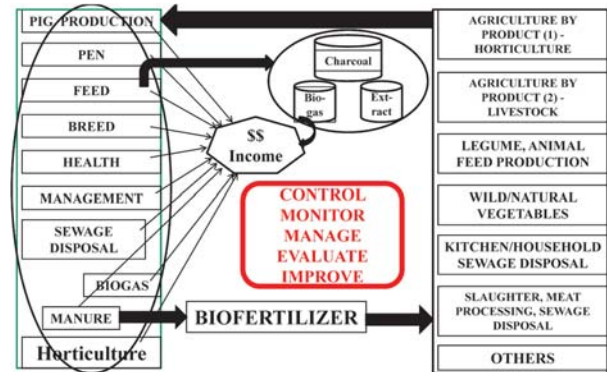 PIG PRODUCTION
PEN
FEED
BREED
HEALTH
MANAGEMENT
SEWAGE
DISPOSAL
BIOGAS
MANURE
Horticulture
Charcoal
Bio-
gas
Ext-
ract
$$
Income
CONTROL
MONITOR
MANAGE
EVALUATE
IMPROVE
BIOFERTILIZER
AGRICULTURE BY
PRODUCT (1) -
HORTICULTURE
AGRICULTURE BY
PRODUCT (2) -
LIVESTOCK
LEGUME, ANIMAL
FEED PRODUCTION
WILD/NATURAL
VEGETABLES
KITCHEN/HOUSEHOLD
SEWAGE DISPOSAL
SLAUGHTER, MEAT
PROCESSING, SEWAGE
DISPOSAL
OTHERS